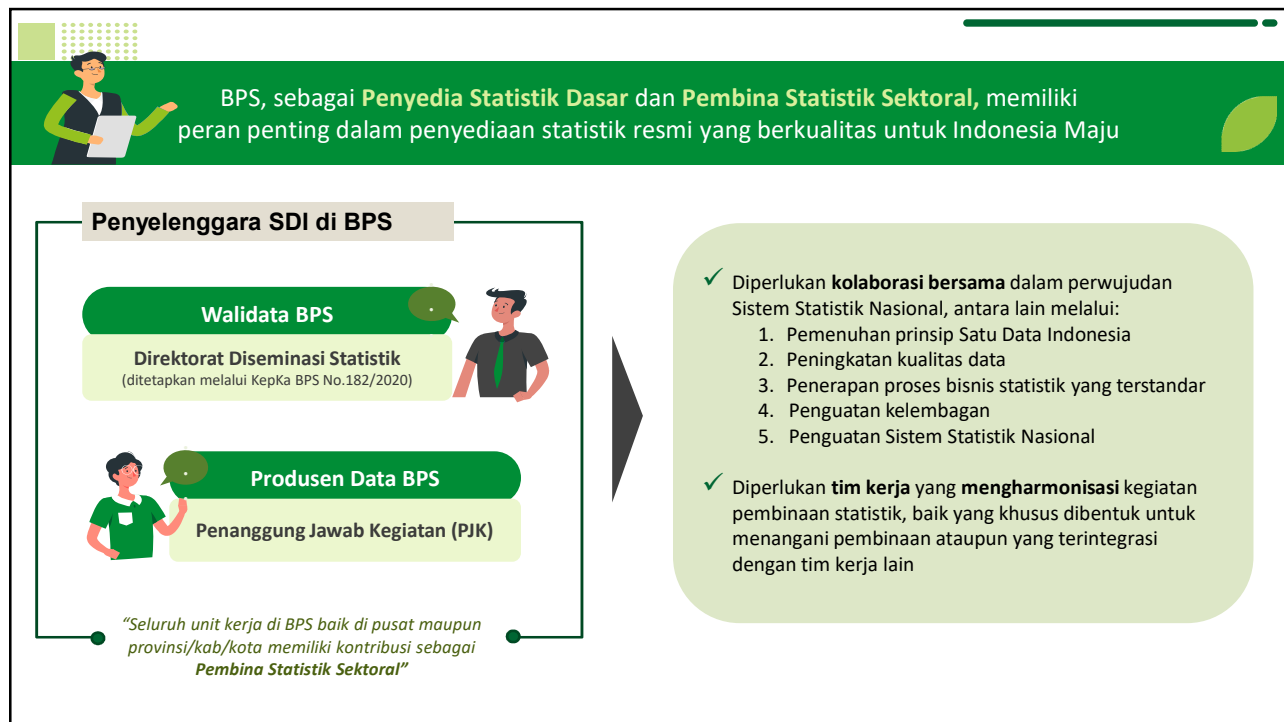 BPS, sebagai Penyedia Statistik Dasar dan Pembina Statistik Sektoral, memiliki
peran penting dalam penyediaan statistik resmi yang berkualitas untuk Indonesia Maju
Penyelenggara SDI di BPS
Walidata BPS
Direktorat Diseminasi Statistik
(ditetapkan melalui KepKa BPS No.182/2020)
Produsen Data BPS
Penanggung Jawab Kegiatan (PJK)
“Seluruh unit kerja di BPS baik di pusat maupun
provinsi/kab/kota memiliki kontribusi sebagai
Pembina Statistik Sektoral”
✓ Diperlukan kolaborasi bersama dalam perwujudan
Sistem Statistik Nasional, antara lain melalui:
1. Pemenuhan prinsip Satu Data Indonesia
2. Peningkatan kualitas data
3. Penerapan proses bisnis statistik yang terstandar
4. Penguatan kelembagan
5. Penguatan Sistem Statistik Nasional
✓ Diperlukan tim kerja yang mengharmonisasi kegiatan
pembinaan statistik, baik yang khusus dibentuk untuk
menangani pembinaan ataupun yang terintegrasi
dengan tim kerja lain